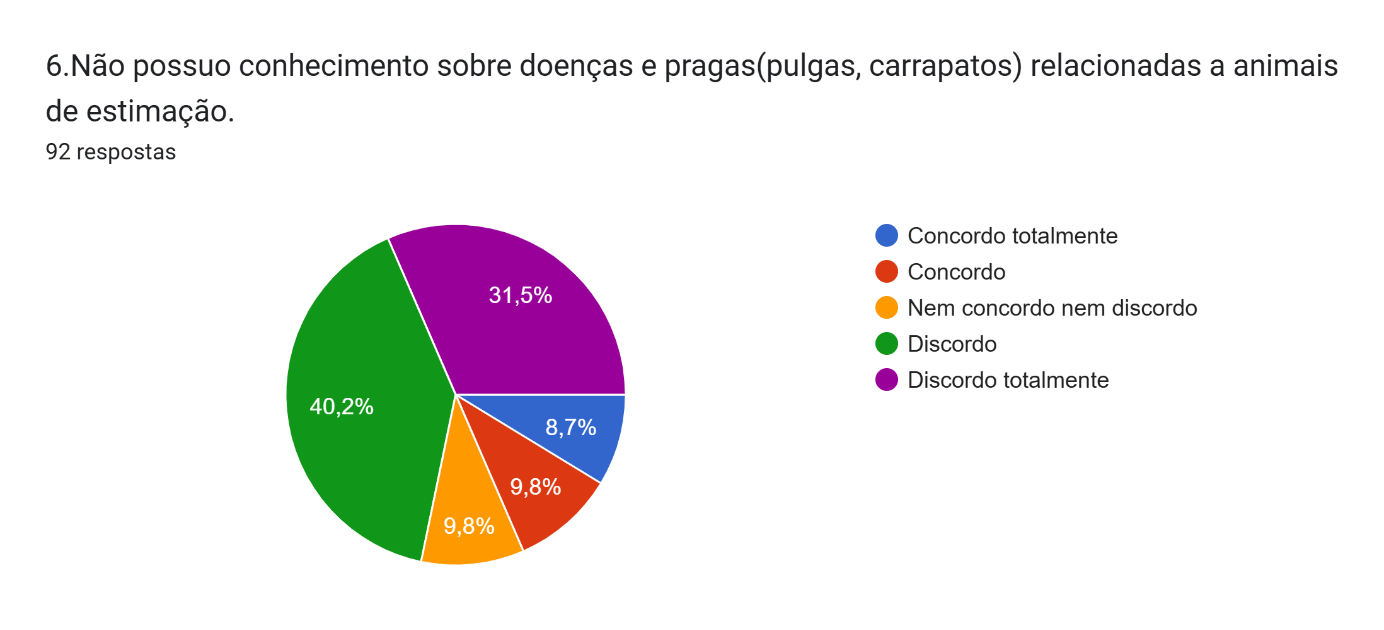 6.Não possuo conhecimento sobre doenças e pragas(pulgas, carrapatos) relacionadas a animais
de estimação.
92 respostas
31,5%
40,2%
8,7%
9,8%
9,8%
Concordo totalmente
Concordo
Nem concordo nem discordo
Discordo
Discordo totalmente